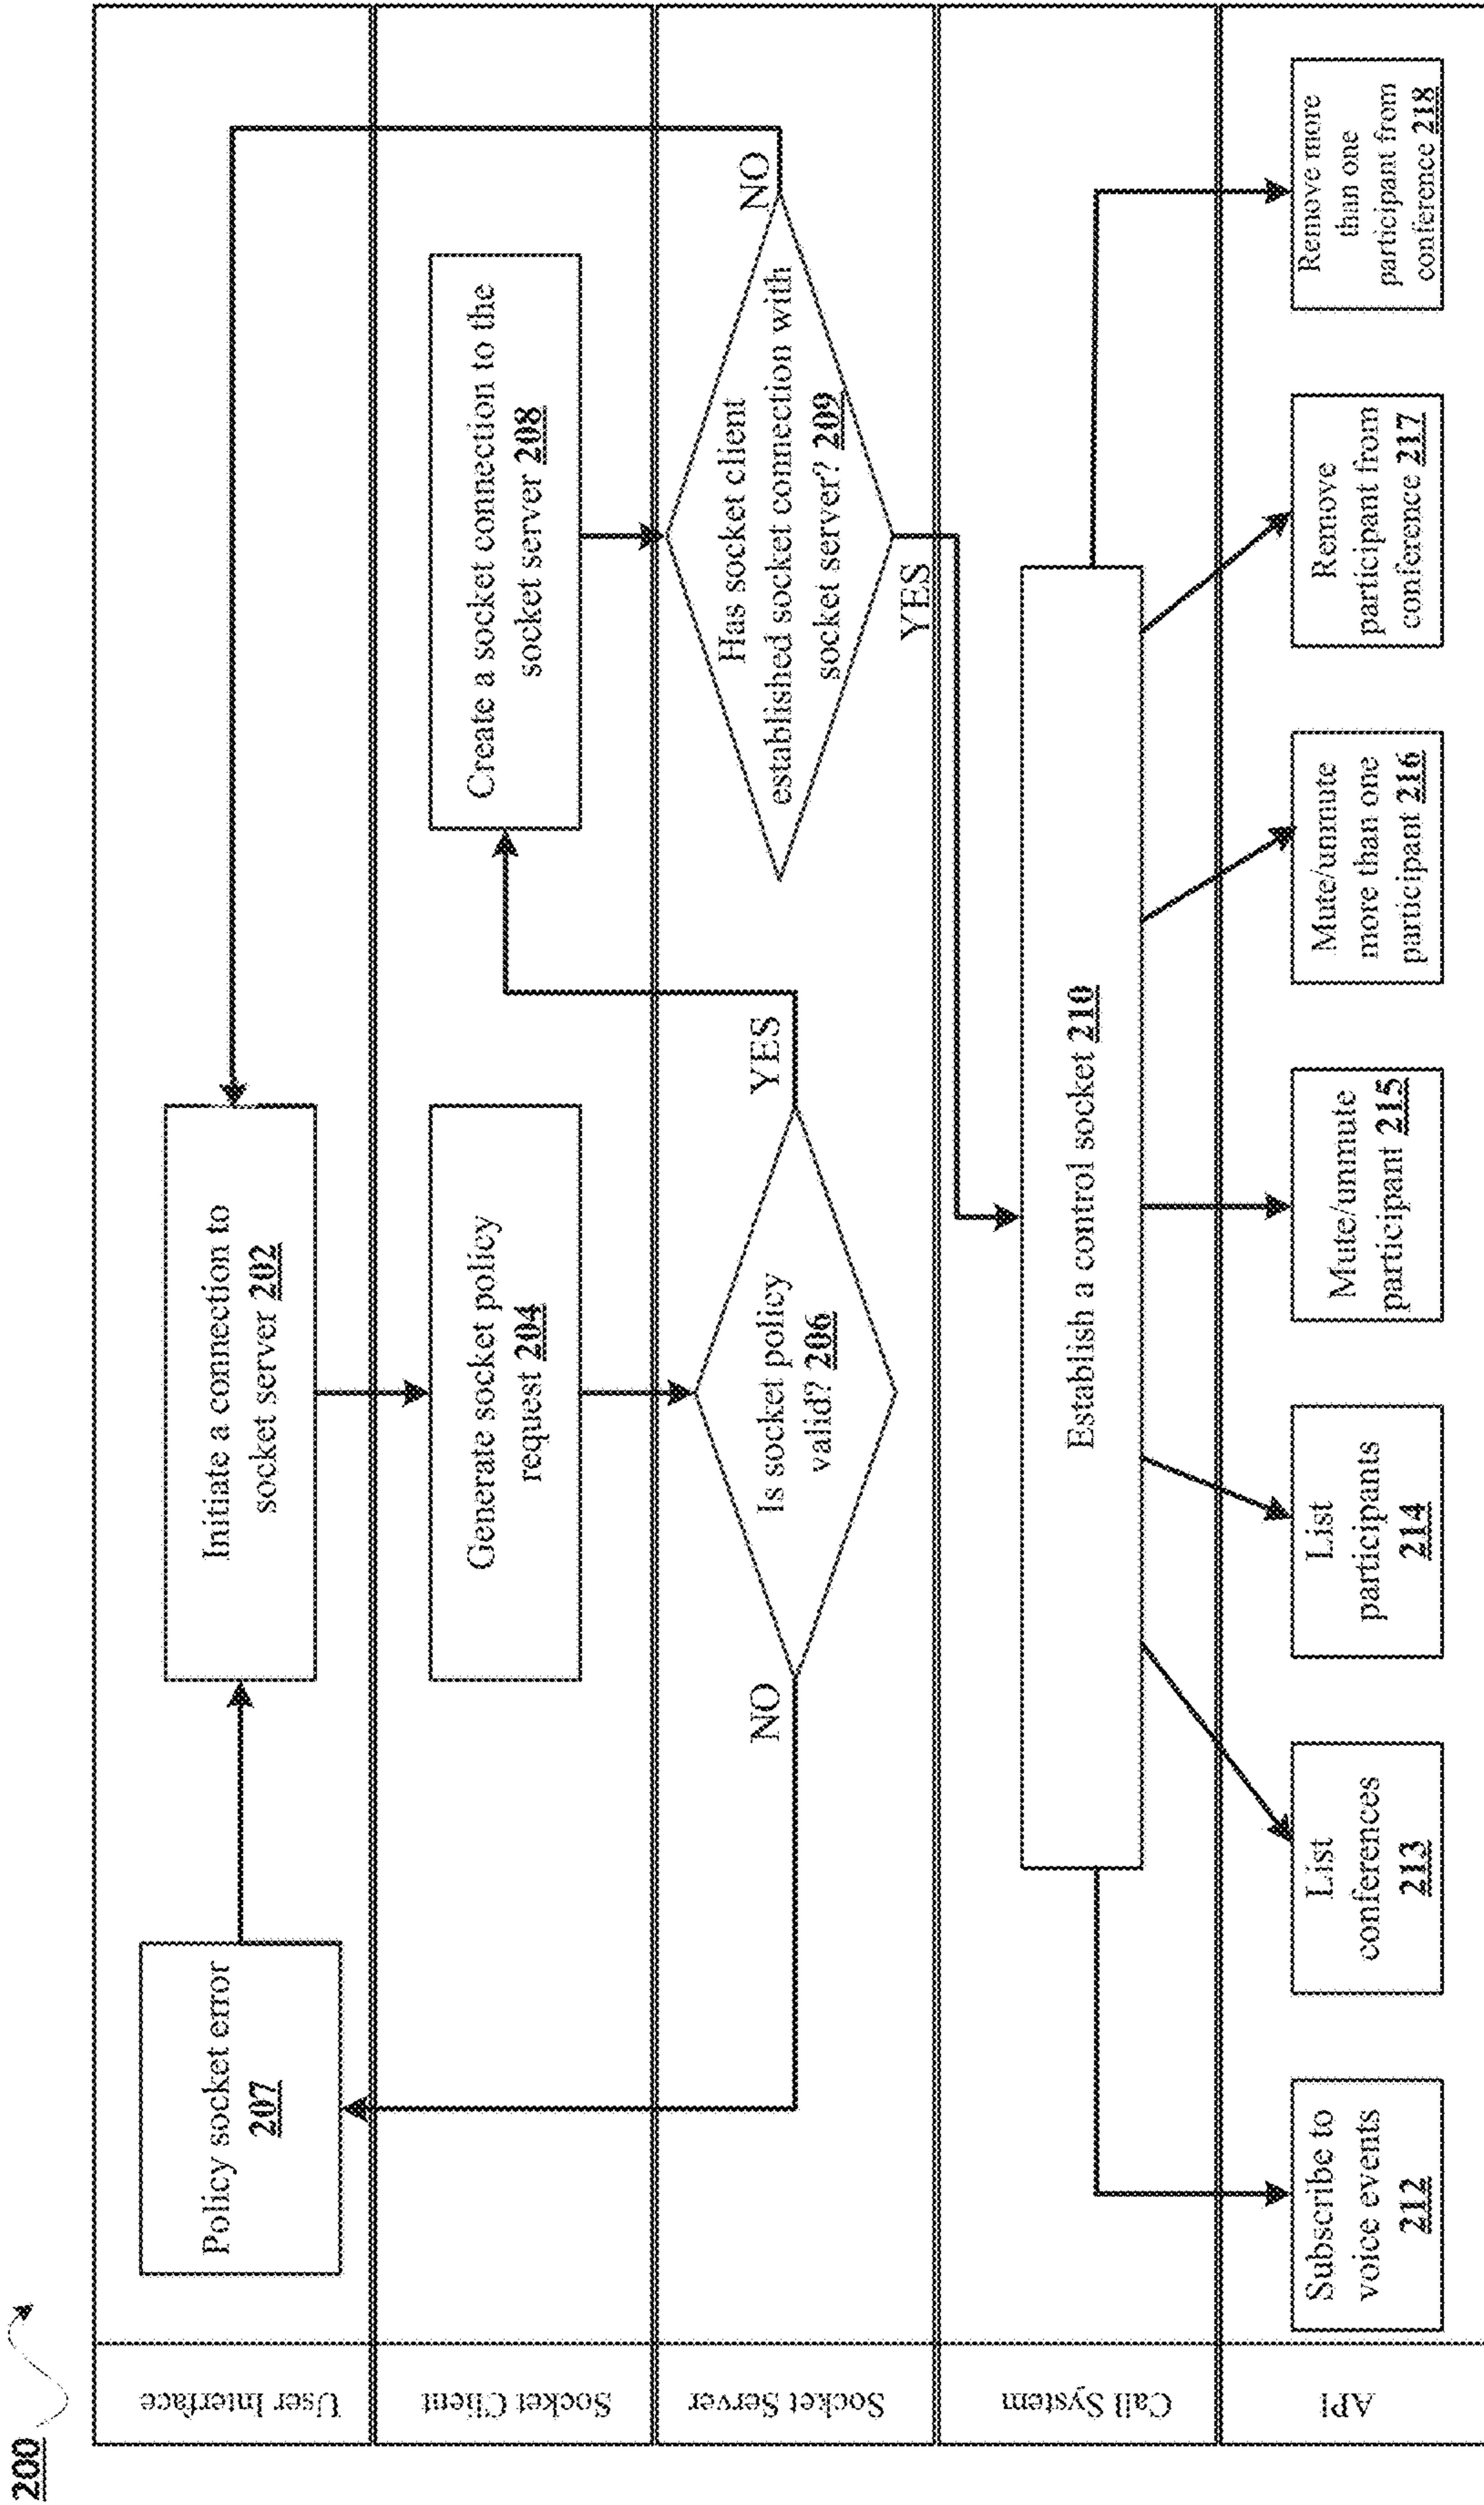 200
User Interface
Policy socket error
207
Initiate a connection to
socket server 202
Socket Client
Generate socket policy
request 204
Create a socket connection to the
socket server 208
Socket Server
NO
Is socket policy
valid? 206
YES
Has socket client
established socket connection with
socket server? 209
NO
YES
Call System
Establish a control socket 210
API
Subscribe to
voice events
212
List
conferences
213
List
participants
214
Mute/unmute
participant 215
Mute/unmute
more than one
participant 216
Remove
participant from
conference 217
Remove more
than one
participant from
conference 218